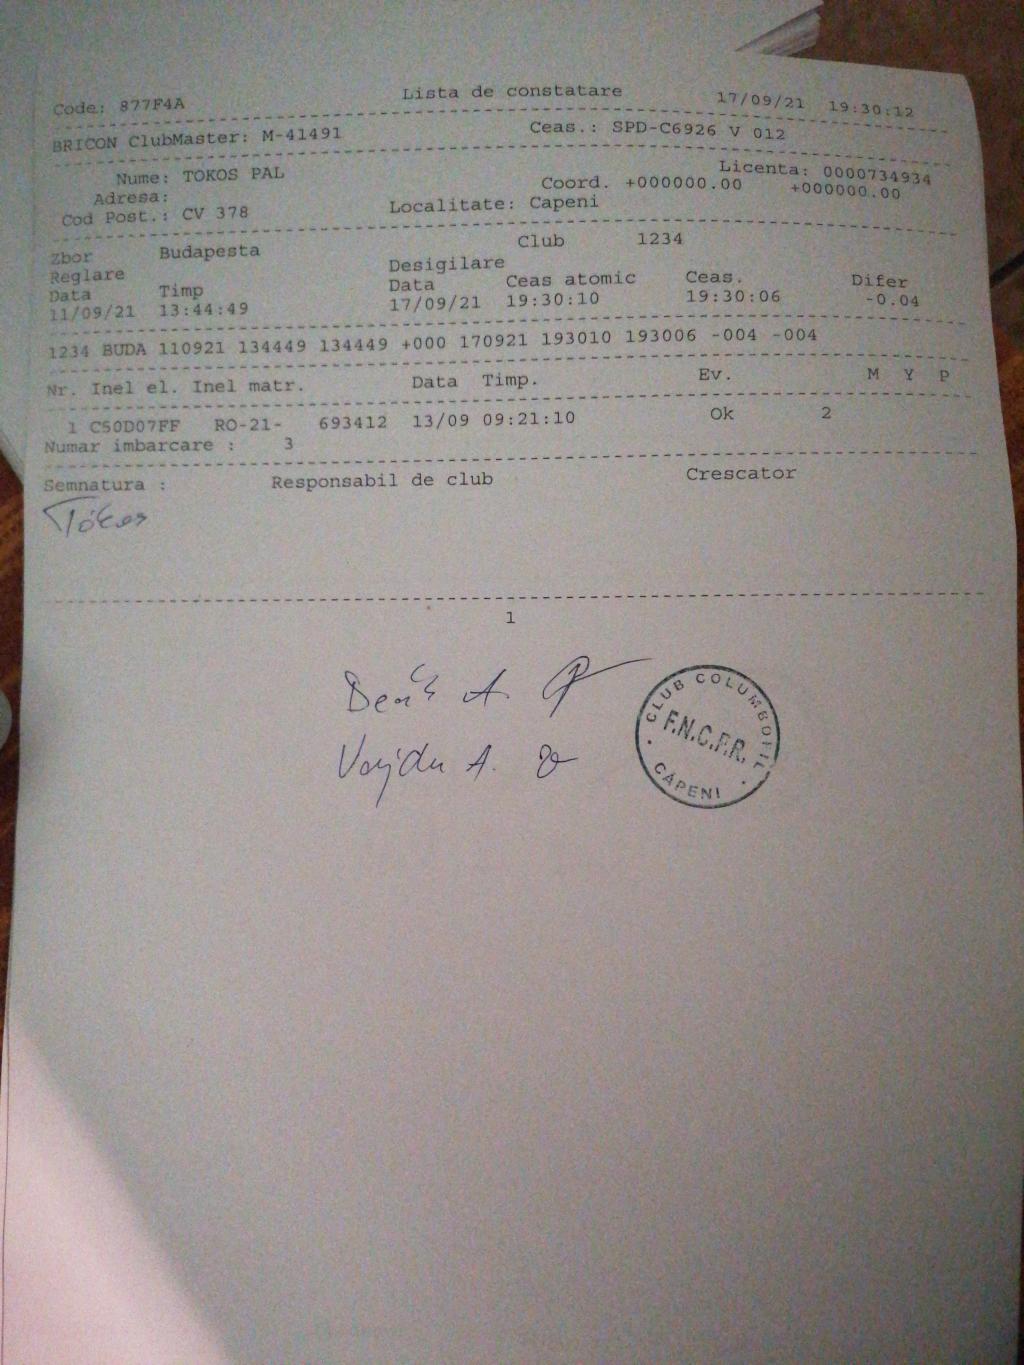 Code: 877F4A Lista de constatare 17/09/21 19:30:12
BRICON ClubMaster: M-41491 Ceas.: SPD-C6926 V 012
Nume: TOKOS PAL Licenta: 0000734934
Adresa: Coord. +000000.00 +000000.00
Cod Post.: CV 378 Localitate: Capeni
Zbor Budapesta Club 1234
Reglare Desigilare
Data Timp Data Ceas atomic Ceas. Difer
11/09/21 13:44:49 17/09/21 19:30:10 19:30:06 -0.04
1234 BUDA 110921 134449 134449 +000 170921 193010 193006 -004 -004
Nr. Inel el. Inel matr. Data Timp. Ev. M Y P
1 C50D07FF RO-21- 693412 13/09 09:21:10 Ok 2
Numar imbarcare : 3
Semnatura : Responsabil de club Crescator
Tókos
1
Deák A.
Vajda A.
CLUB COLUMBOFIL
F.N.C.P.R.
CĂPENI